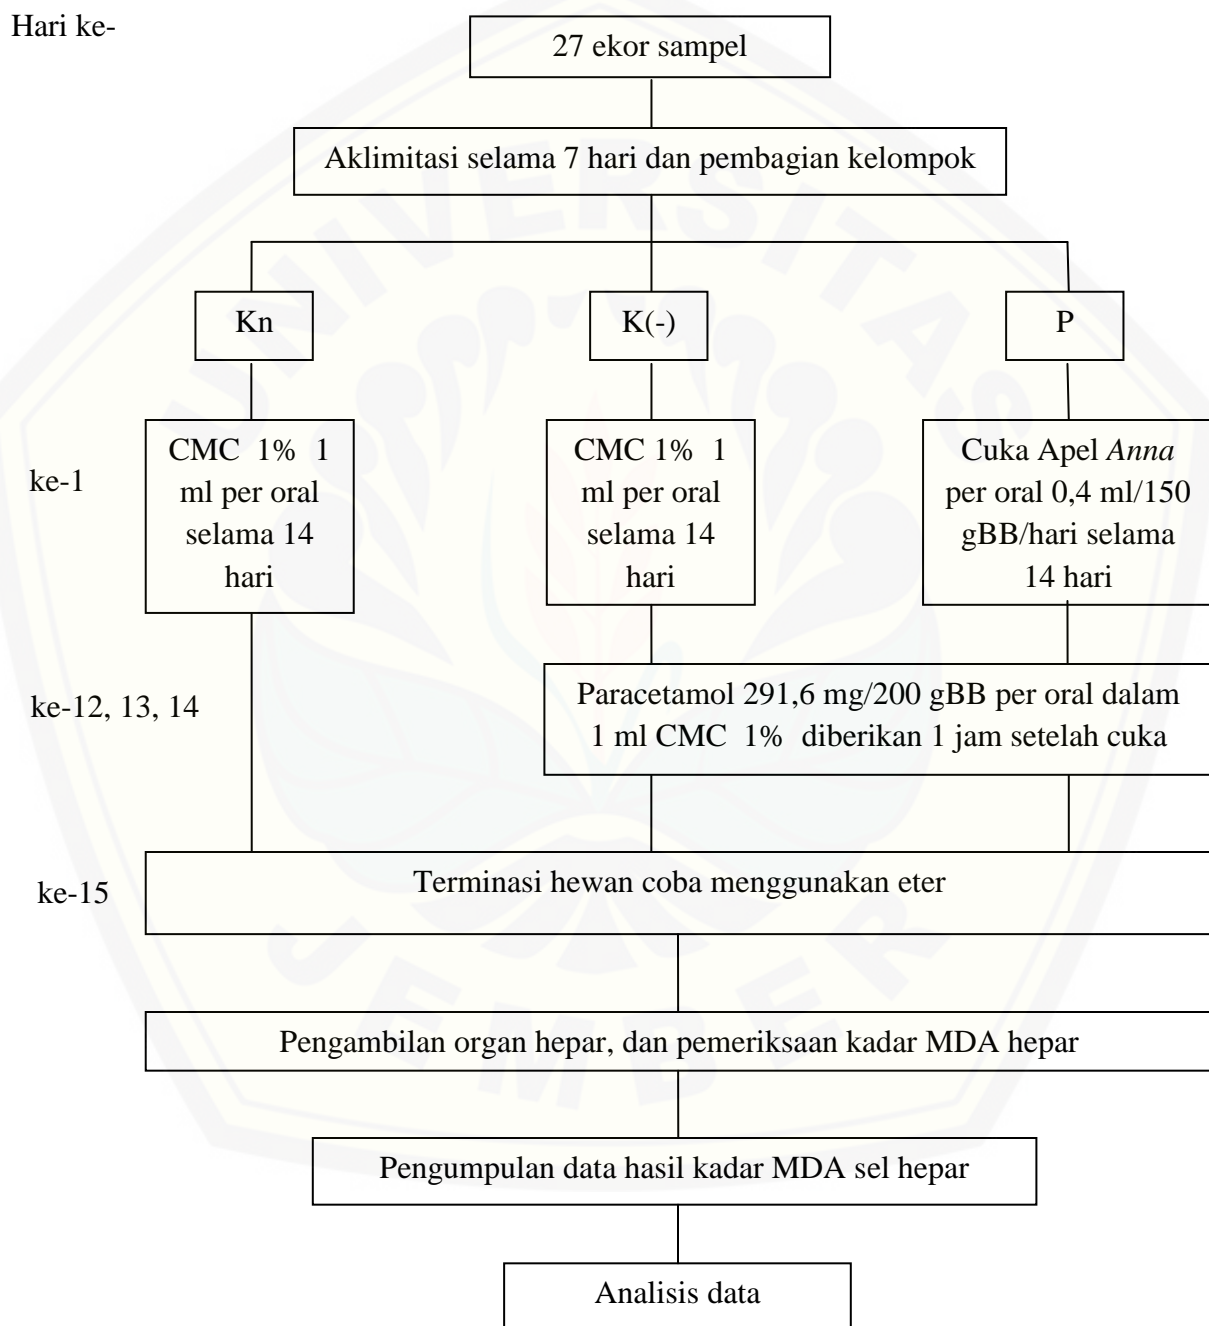 Hari ke-
27 ekor sampel
Aklimitasi selama 7 hari dan pembagian kelompok
Kn
K(-)
P
ke-1
CMC 1% 1
ml per oral
selama 14
hari
CMC 1% 1
ml per oral
selama 14
hari
Cuka Apel Anna
per oral 0,4 ml/150
gBB/hari selama
14 hari
ke-12, 13, 14
Paracetamol 291,6 mg/200 gBB per oral dalam
1 ml CMC 1% diberikan 1 jam setelah cuka
ke-15
Terminasi hewan coba menggunakan eter
Pengambilan organ hepar, dan pemeriksaan kadar MDA hepar
Pengumpulan data hasil kadar MDA sel hepar
Analisis data
UNIVERSITAS
JEMBER